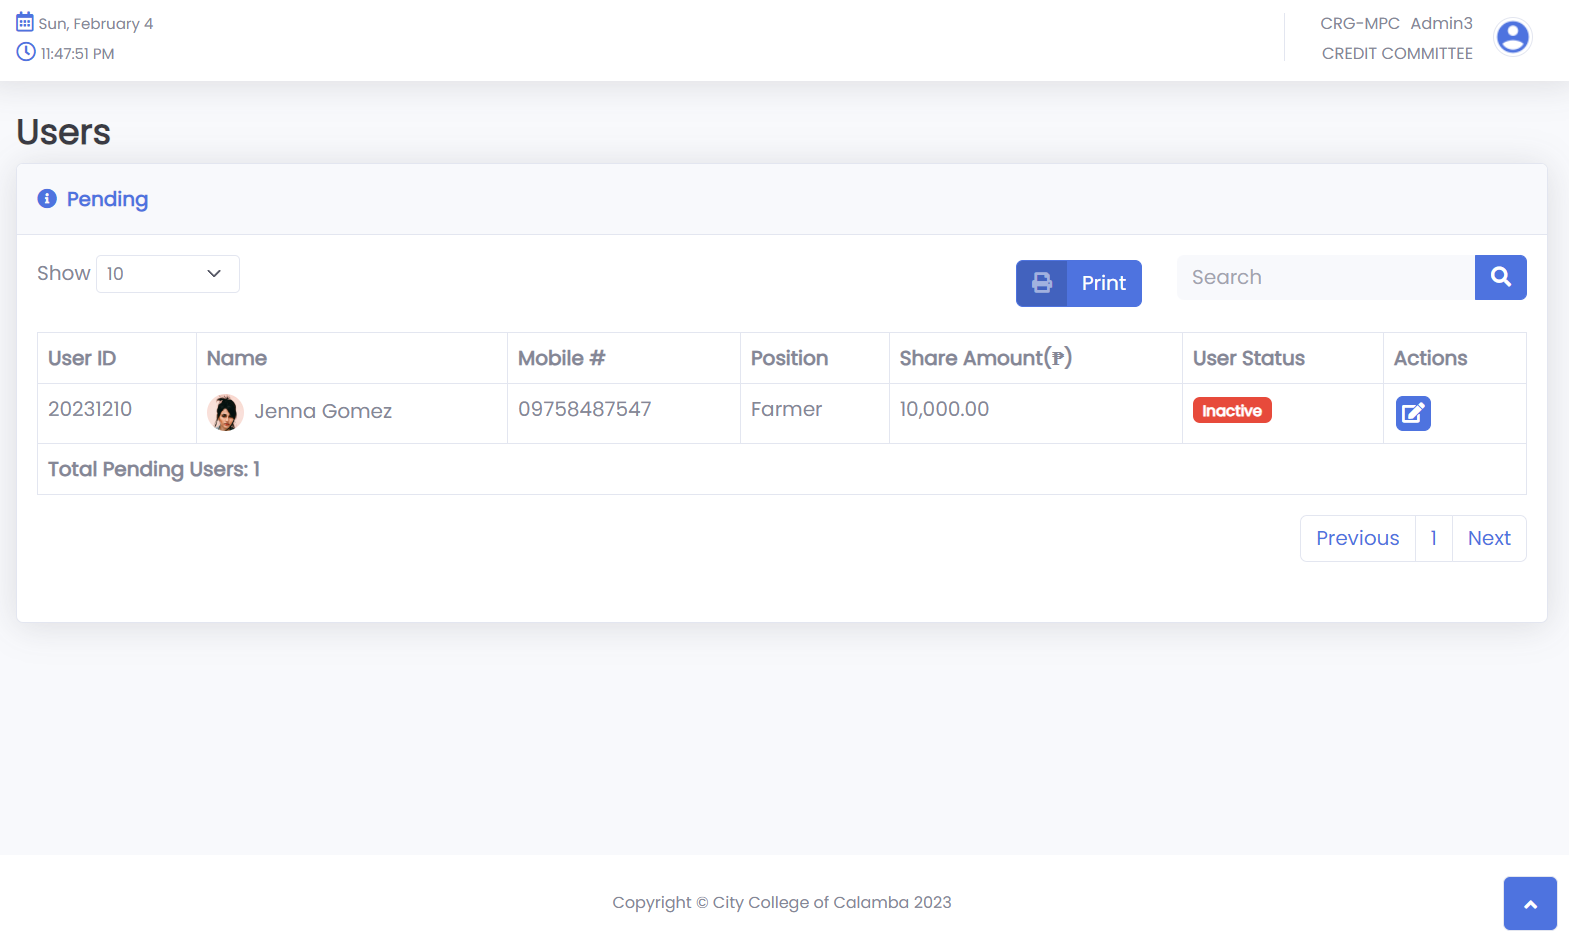 Sun, February 4
11:47:51 PM
CRG-MPC Admin3
CREDIT COMMITTEE
Users
Pending
Show 10
Print
Search
User ID Name Mobile # Position Share Amount(₱) User Status Actions
20231210 Jenna Gomez 09758487547 Farmer 10,000.00 Inactive
Total Pending Users: 1
Previous 1 Next
Copyright © City College of Calamba 2023